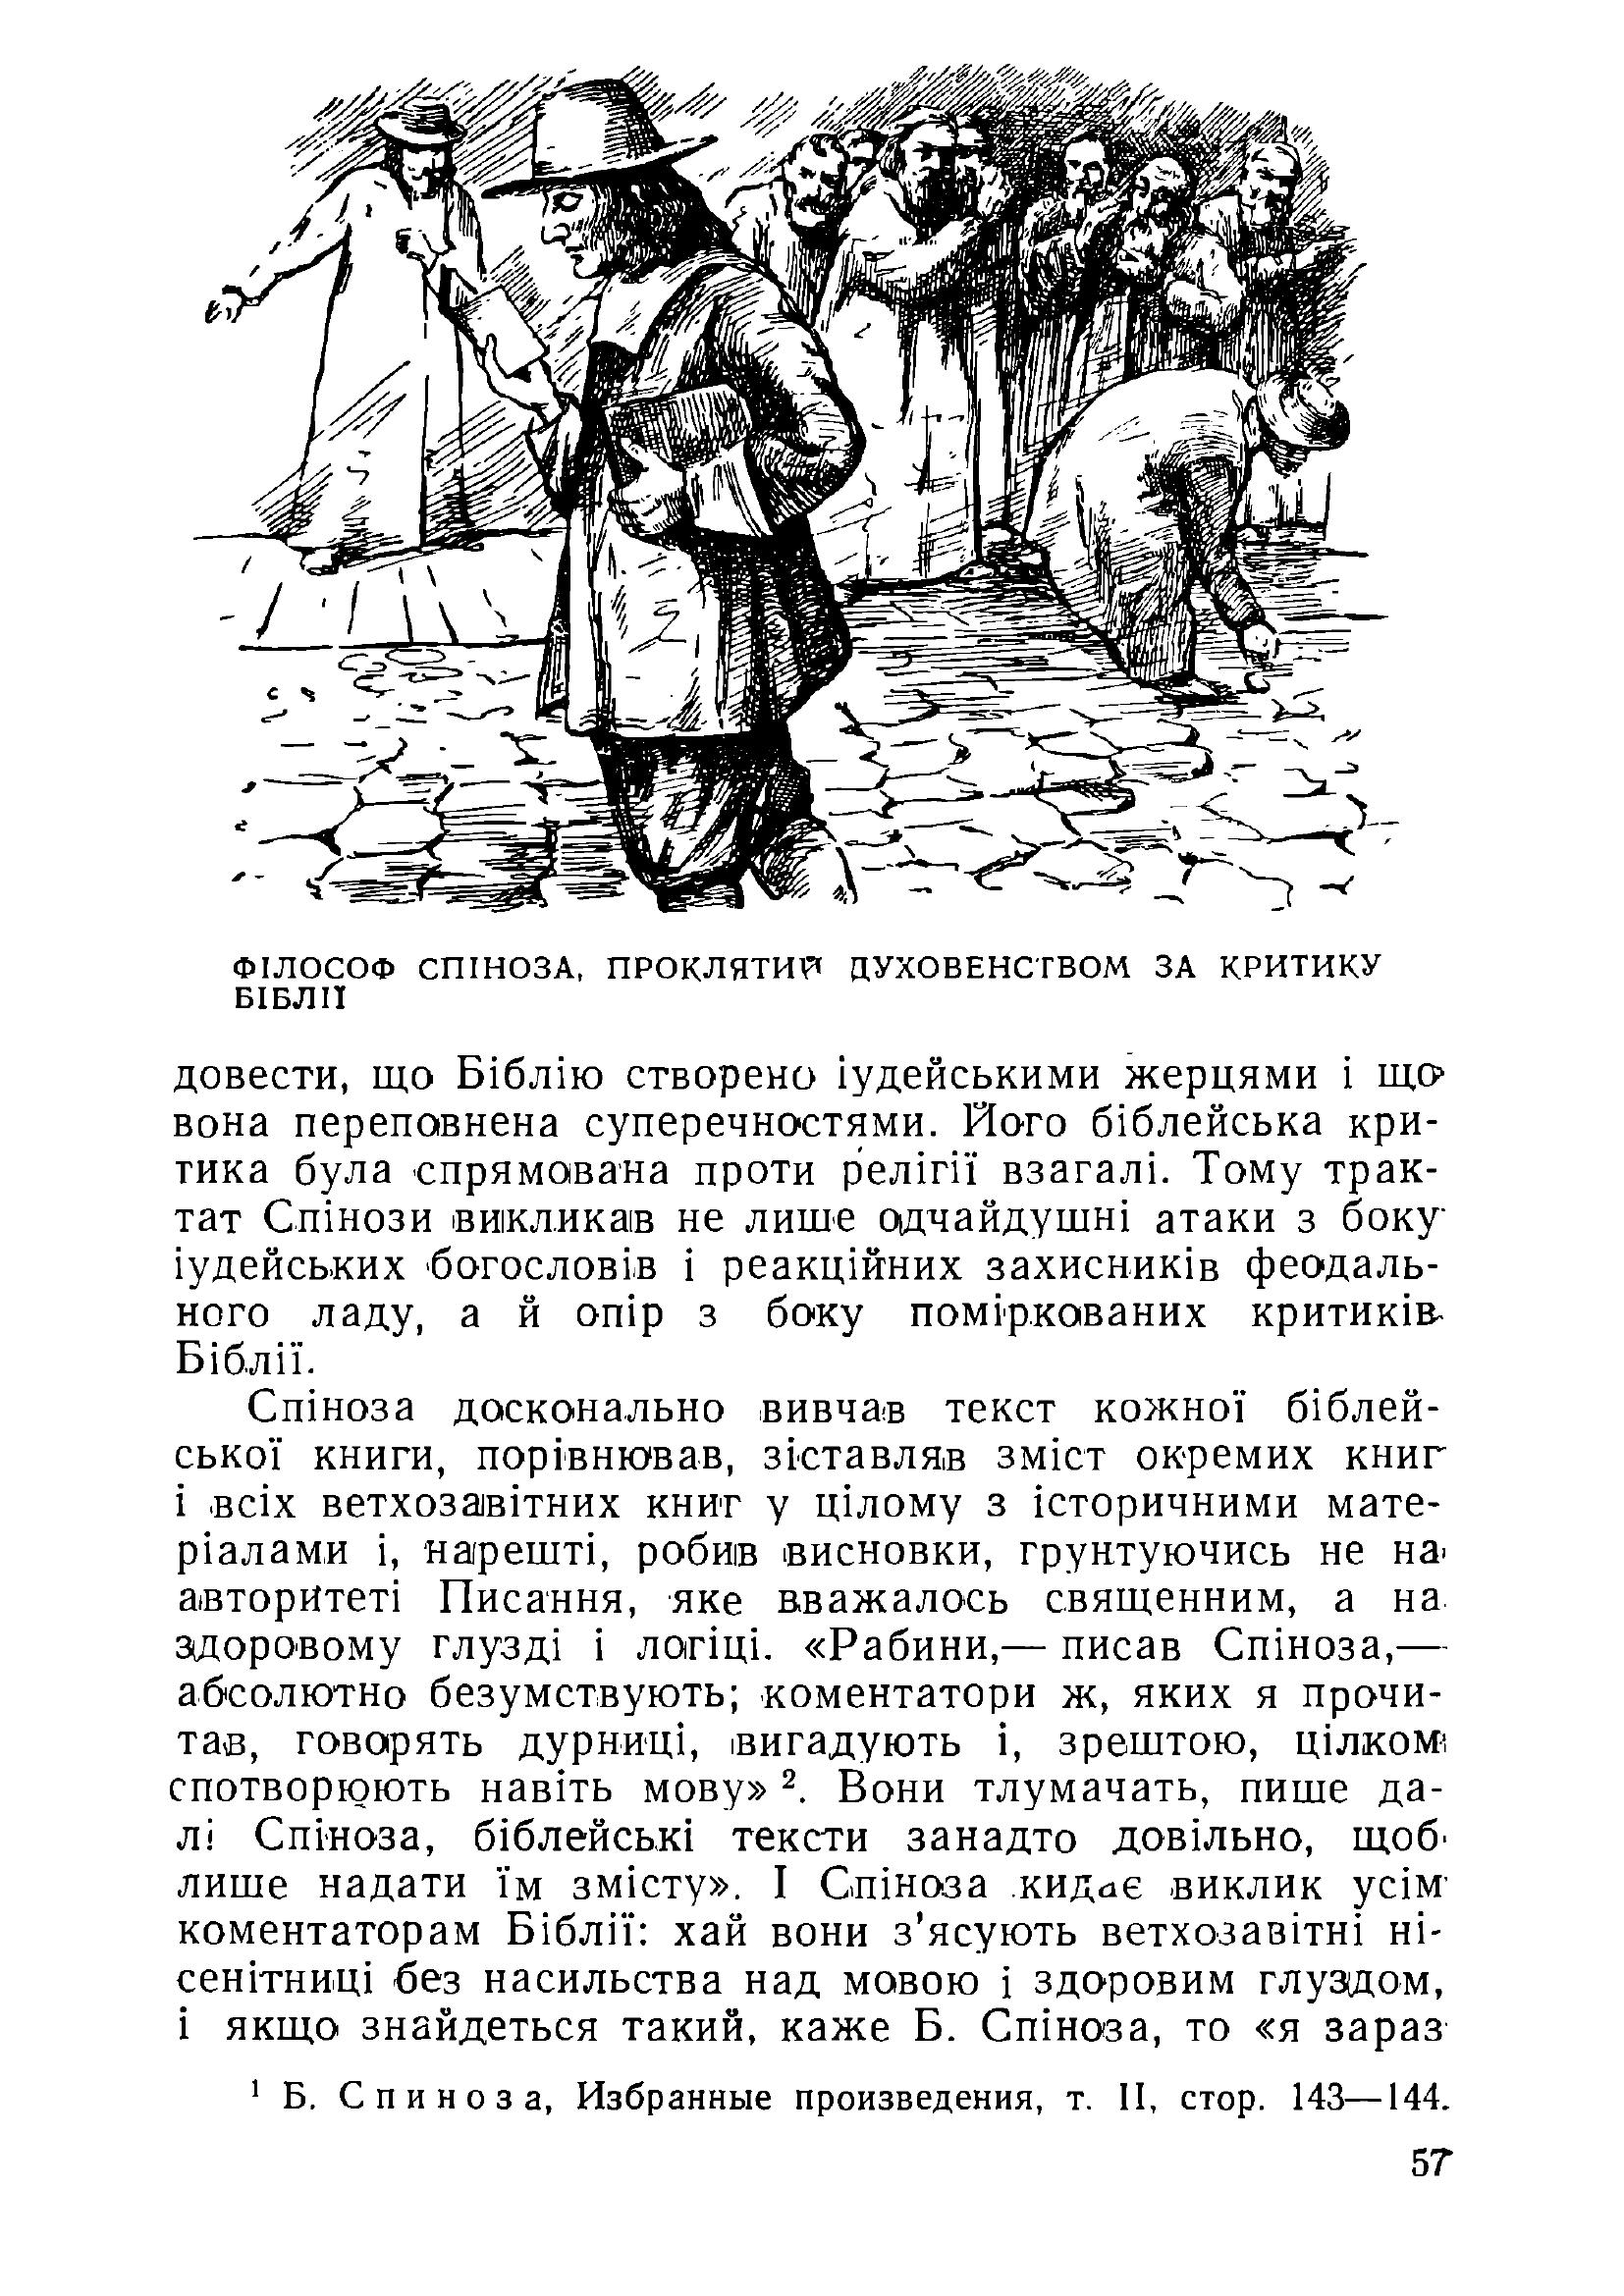 ФІЛОСОФ СПІНОЗА, ПРОКЛЯТИЙ ДУХОВЕНСТВОМ ЗА КРИТИКУ
БІБЛІЇ
довести, що Біблію створено іудейськими жерцями і що
вона переповнена суперечностями. Його біблейська кри-
тика була спрямована проти релігії взагалі. Тому трак-
тат Спінози викликав не лише одчайдушні атаки з боку
іудейських богословів і реакційних захисників феодаль-
ного ладу, а й опір з боку поміркованих критиків
Біблії.
Спіноза досконально вивчав текст кожної біблей-
ської книги, порівнював, зіставляв зміст окремих книг
і всіх ветхозавітних книг у цілому з історичними мате-
ріалами і, нарешті, робив висновки, грунтуючись не на
авторитеті Писання, яке вважалось священним, а на
здоровому глузді і логіці. «Рабини,— писав Спіноза,—
абсолютно безумствують; коментатори ж, яких я прочи-
тав, говорять дурниці, вигадують і, зрештою, цілком
спотворюють навіть мову» ². Вони тлумачать, пише да-
лі Спіноза, біблейські тексти занадто довільно, щоб
лише надати їм змісту». І Спіноза кидає виклик усім
коментаторам Біблії: хай вони з’ясують ветхозавітні ні-
сенітниці без насильства над мовою і здоровим глуздом,
і якщо знайдеться такий, каже Б. Спіноза, то «я зараз
¹ Б. Спиноза, Избранные произведения, т. II, стор. 143—144.
57